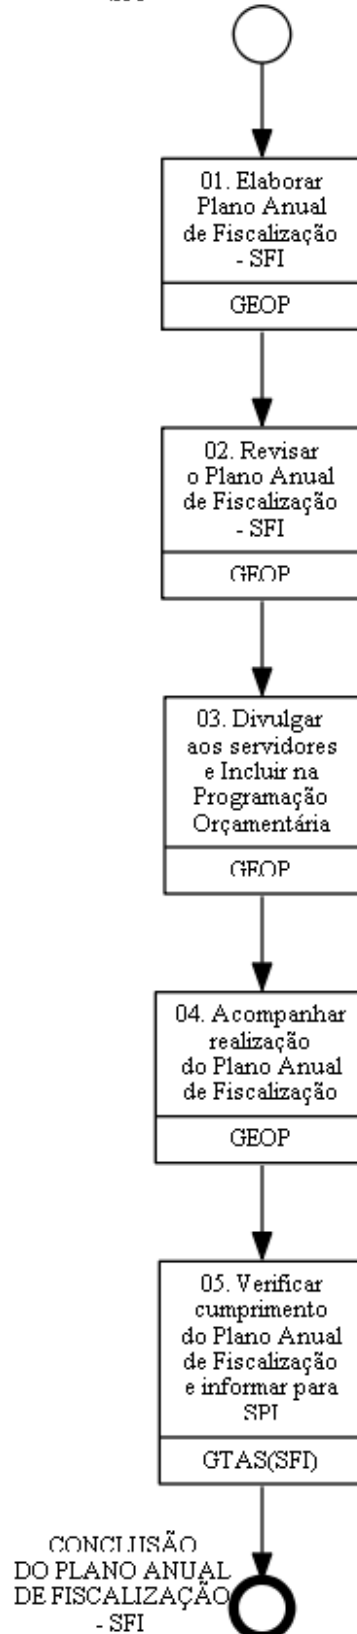 01. Elaborar
Plano Anual
de Fiscalização
- SFI
GEOP
02. Revisar
o Plano Anual
de Fiscalização
- SFI
GEOP
03. Divulgar
aos servidores
e Incluir na
Programação
Orçamentária
GEOP
04. Acompanhar
realização
do Plano Anual
de Fiscalização
GEOP
05. Verificar
cumprimento
do Plano Anual
de Fiscalização
e informar para
SPI
GTAS(SFI)
CONCLUSÃO
DO PLANO ANUAL
DE FISCALIZAÇÃO
- SFI